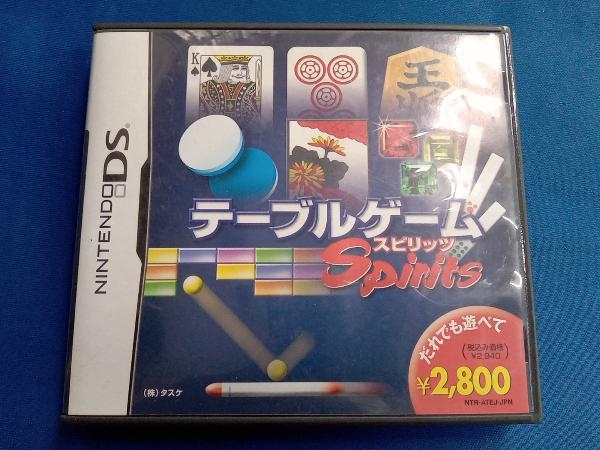 NINTENDO DS
K
王
テーブルゲーム
スピリッツ
Spirits
だれでも遊べて
(税込み価格
¥2,940)
¥2,800
NTR-ATEJ-JPN
(株)タスケ